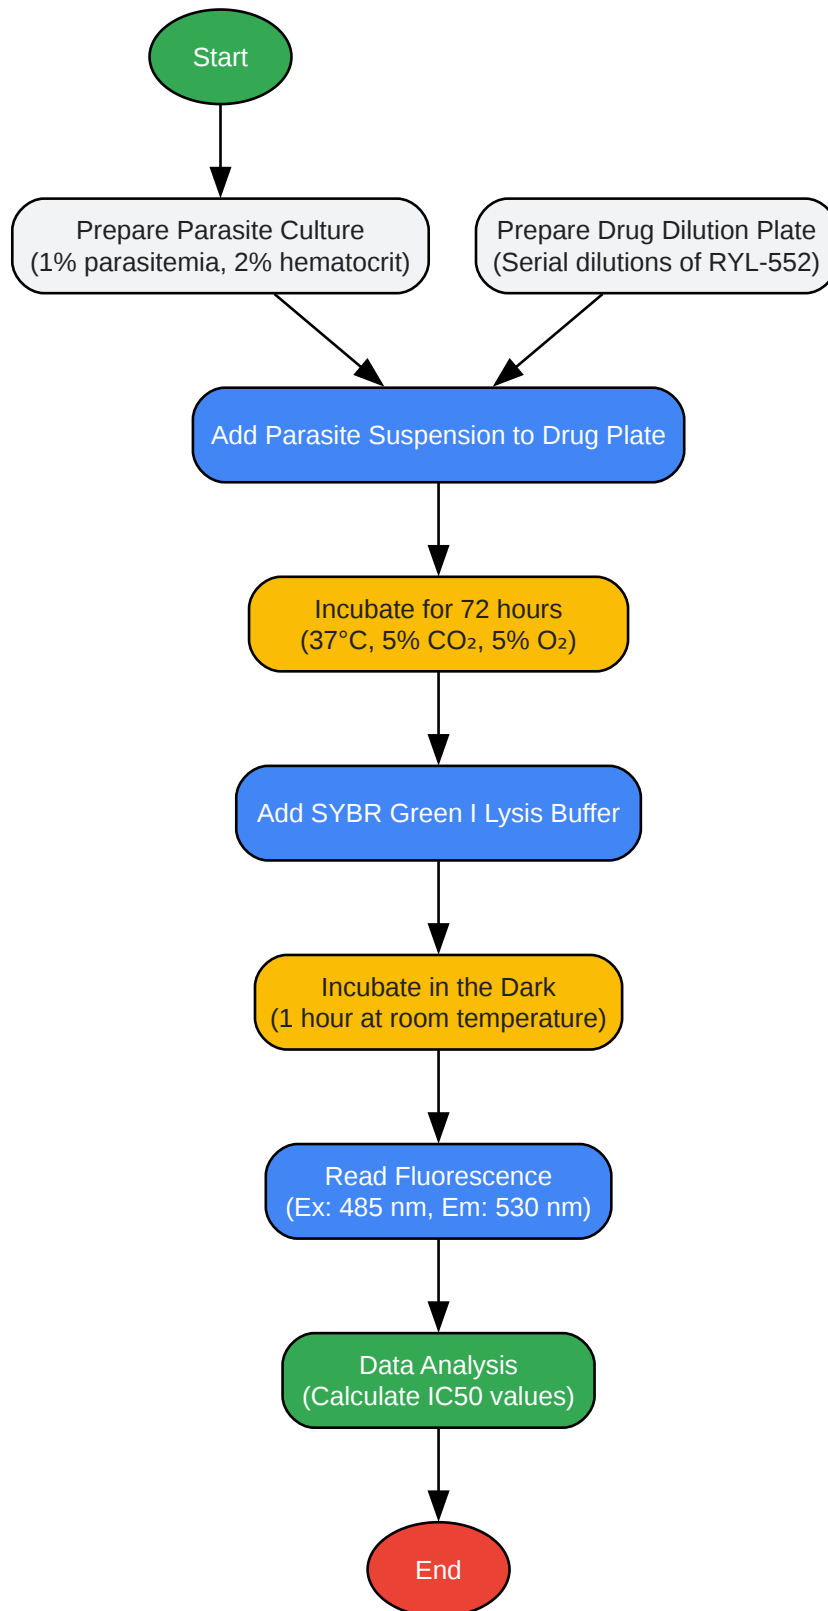 Start
Prepare Parasite Culture
(1% parasitemia, 2% hematocrit)
Prepare Drug Dilution Plate
(Serial dilutions of RYL-552)
Add Parasite Suspension to Drug Plate
Incubate for 72 hours
(37°C, 5% CO₂, 5% O₂)
Add SYBR Green I Lysis Buffer
Incubate in the Dark
(1 hour at room temperature)
Read Fluorescence
(Ex: 485 nm, Em: 530 nm)
Data Analysis
(Calculate IC50 values)
End